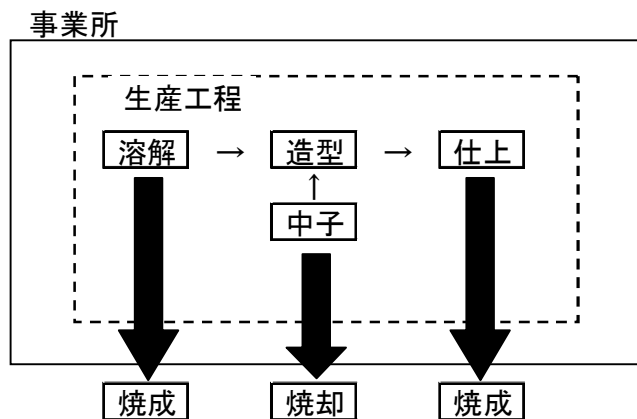 事業所
生産工程
溶解 → 造型 → 仕上
↑
中子
焼成 焼却 焼成